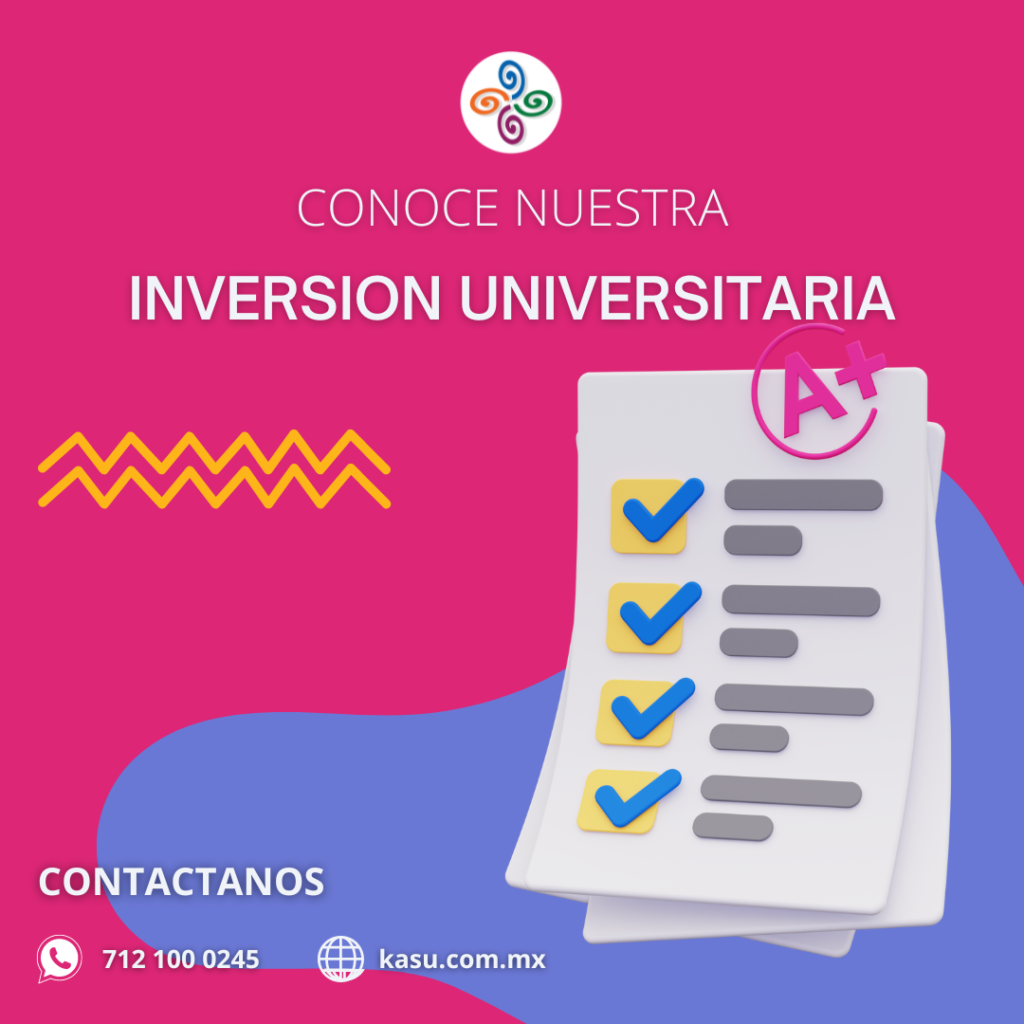 CONOCE NUESTRA
INVERSION UNIVERSITARIA
A+
CONTACTANOS
712 100 0245
kasu.com.mx